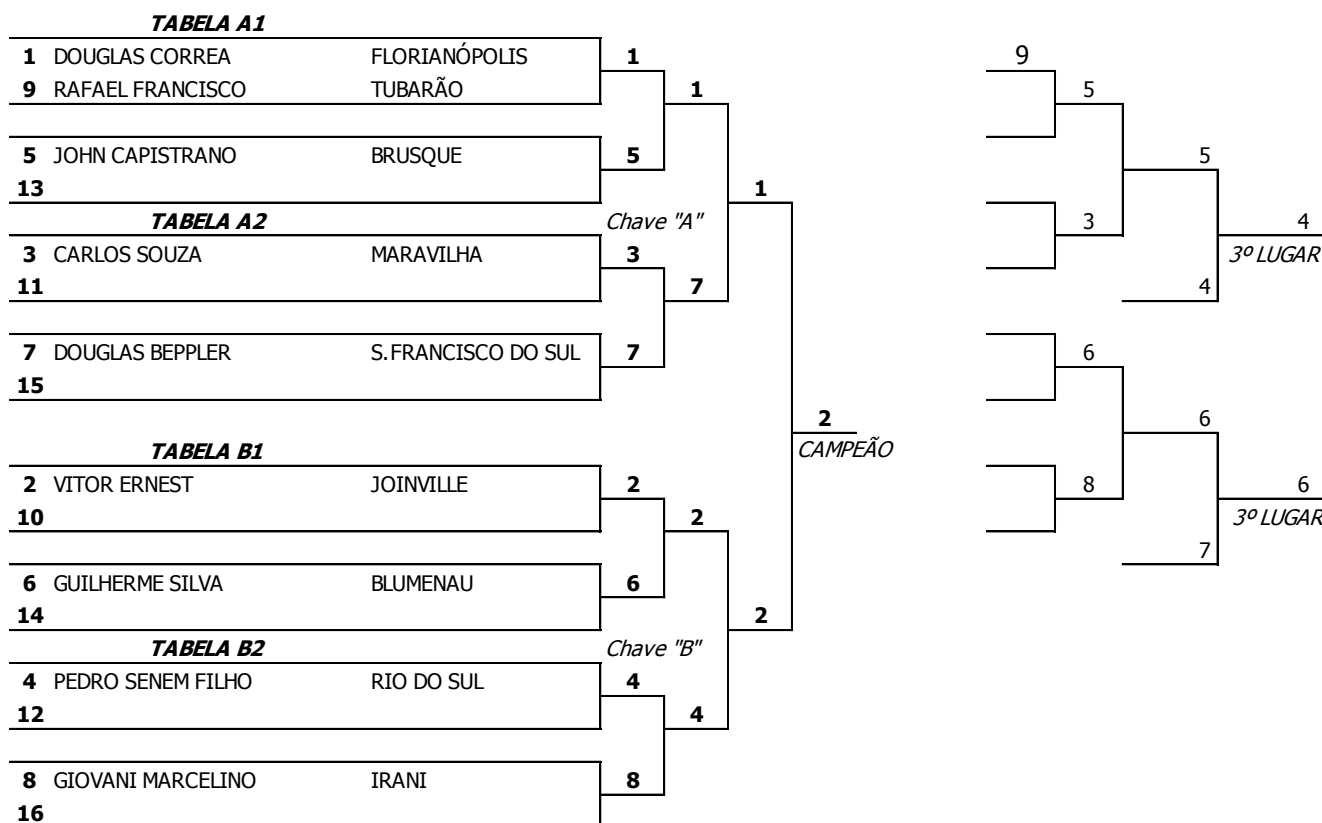 TABELA A1
1 DOUGLAS CORREA FLORIANÓPOLIS 1 9
9 RAFAEL FRANCISCO TUBARÃO 1 5
5 JOHN CAPISTRANO BRUSQUE 5 5
13 1
TABELA A2 Chave "A" 3 4
3 CARLOS SOUZA MARAVILHA 3 3º LUGAR
11 7 4
7 DOUGLAS BEPPLER S.FRANCISCO DO SUL 7 6
15
2 6
TABELA B1 CAMPEÃO
2 VITOR ERNEST JOINVILLE 2 8 6
10 2 3º LUGAR
7
6 GUILHERME SILVA BLUMENAU 6
14 2
TABELA B2 Chave "B"
4 PEDRO SENEM FILHO RIO DO SUL 4
12 4
8 GIOVANI MARCELINO IRANI 8
16